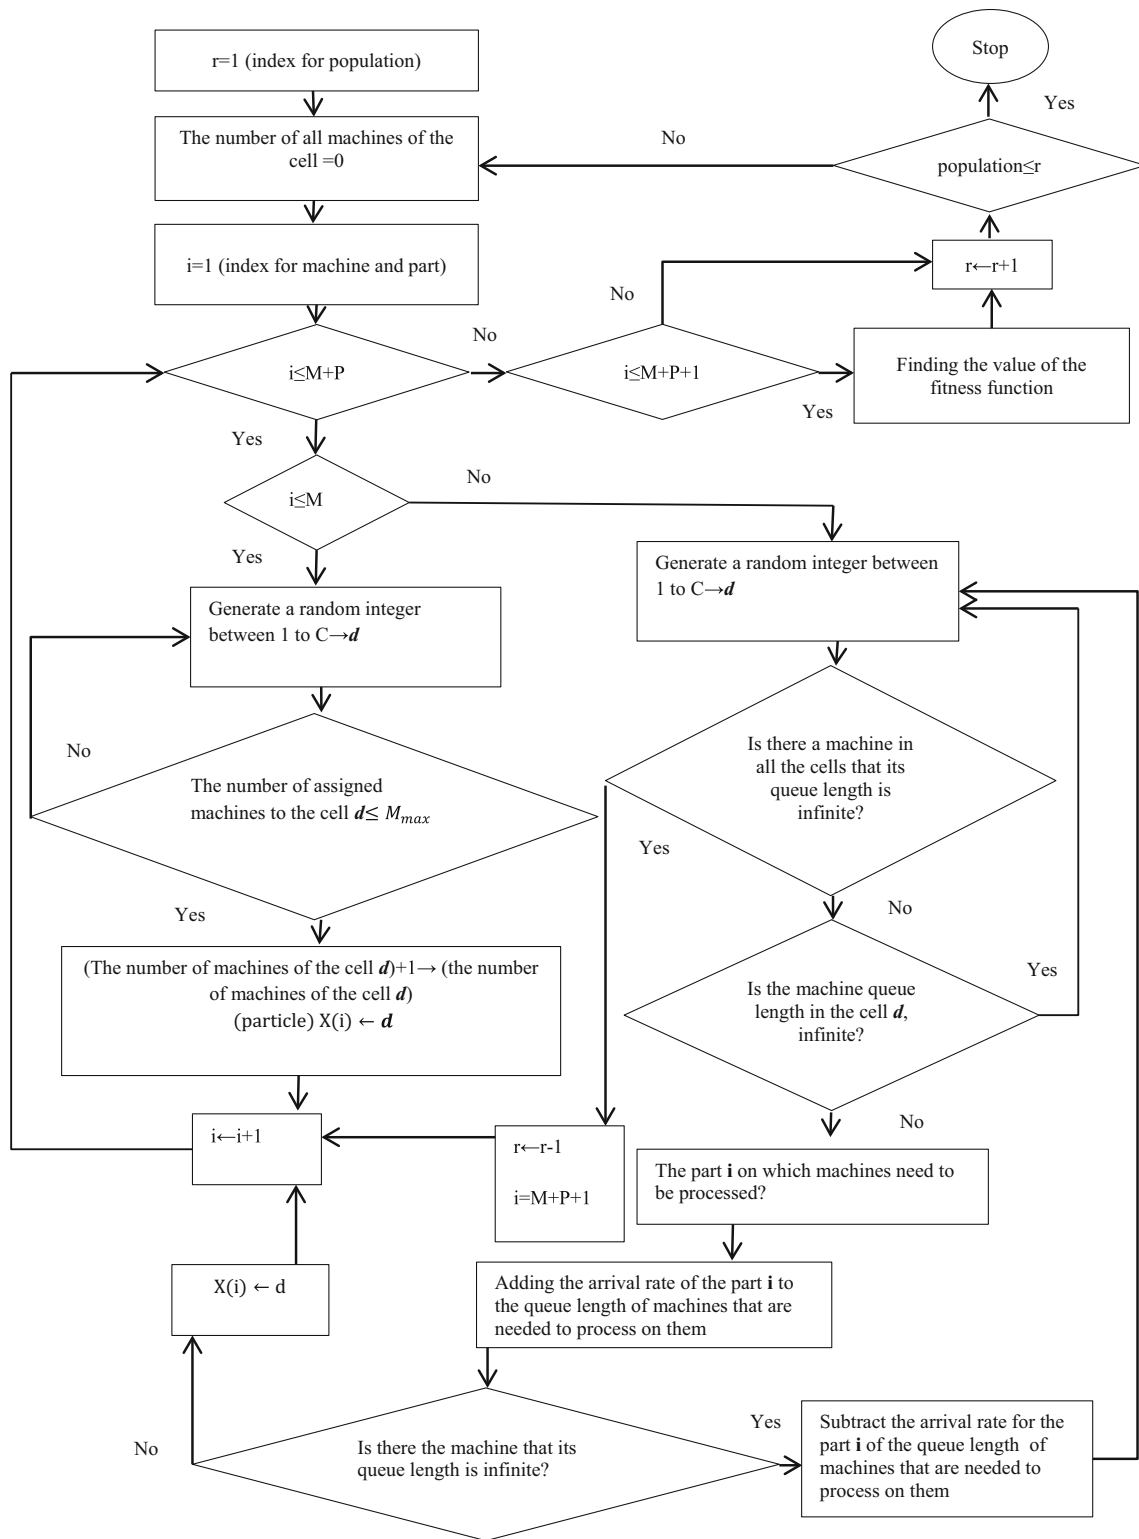 r=1 (index for population)
Stop
Yes
The number of all machines of the
cell =0
No
population≤r
i=1 (index for machine and part)
r←r+1
No
No
i≤M+P
i≤M+P+1
Finding the value of the
fitness function
Yes
Yes
i≤M
No
Yes
Generate a random integer between
1 to C→d
Generate a random integer
between 1 to C→d
No
Is there a machine in
all the cells that its
queue length is
infinite?
The number of assigned
machines to the cell d≤ Mmax
Yes
Yes
No
(The number of machines of the cell d)+1→ (the number
of machines of the cell d)
(particle) X(i) ← d
Yes
Is the machine queue
length in the cell d,
infinite?
No
i←i+1
r←r-1
i=M+P+1
The part i on which machines need to
be processed?
X(i) ← d
Adding the arrival rate of the part i to
the queue length of machines that are
needed to process on them
No
Is there the machine that its
queue length is infinite?
Yes
Subtract the arrival rate for the
part i of the queue length of
machines that are needed to
process on them